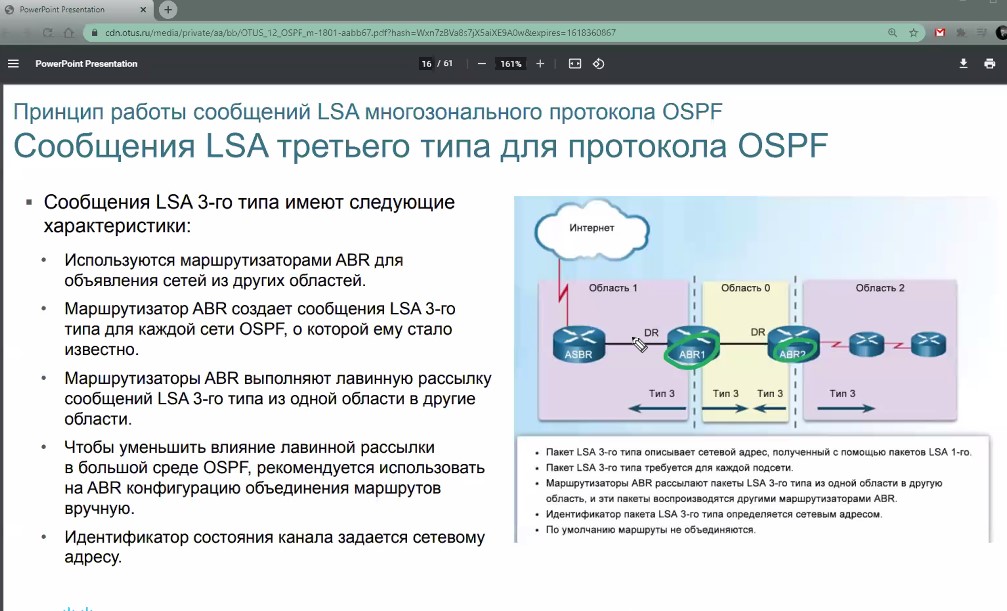 PowerPoint Presentation
cdn.otus.ru/media/private/aa/bb/OTUS_12_OSPF_m-1801-aabb67.pdf?hash=Wxn7zBVa8s7jX5aiXE9A0w&expires=1618360867
PowerPoint Presentation
16 / 61
161%
Принцип работы сообщений LSA многозонального протокола OSPF
Сообщения LSA третьего типа для протокола OSPF
Сообщения LSA 3-го типа имеют следующие
характеристики:
Используются маршрутизаторами ABR для
объявления сетей из других областей.
Маршрутизатор ABR создает сообщения LSA 3-го
типа для каждой сети OSPF, о которой ему стало
известно.
Маршрутизаторы ABR выполняют лавинную рассылку
сообщений LSA 3-го типа из одной области в другие
области.
Чтобы уменьшить влияние лавинной рассылки
в большой среде OSPF, рекомендуется использовать
на ABR конфигурацию объединения маршрутов
вручную.
Идентификатор состояния канала задается сетевому
адресу.
Интернет
Область 1
Область 0
Область 2
DR
DR
ASBR
ABR1
ABR2
Тип 3
Тип 3
Тип 3
Тип 3
Пакет LSA 3-го типа описывает сетевой адрес, полученный с помощью пакетов LSA 1-го.
Пакет LSA 3-го типа требуется для каждой подсети.
Маршрутизаторы ABR рассылают пакеты LSA 3-го типа из одной области в другую
область, и эти пакеты воспроизводятся другими маршрутизаторами ABR.
Идентификатор пакета LSA 3-го типа определяется сетевым адресом.
По умолчанию маршруты не объединяются.